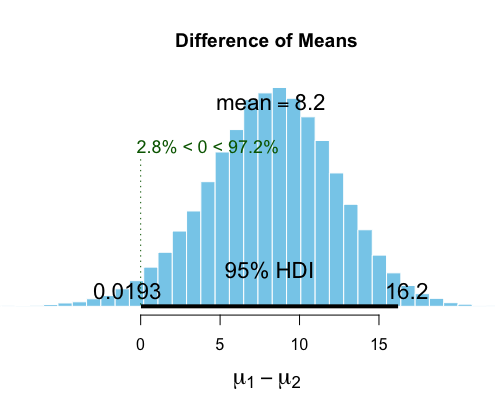 Difference of Means
mean = 8.2
2.8% < 0 < 97.2%
95% HDI
0.0193 16.2
0 5 10 15
μ1 − μ2